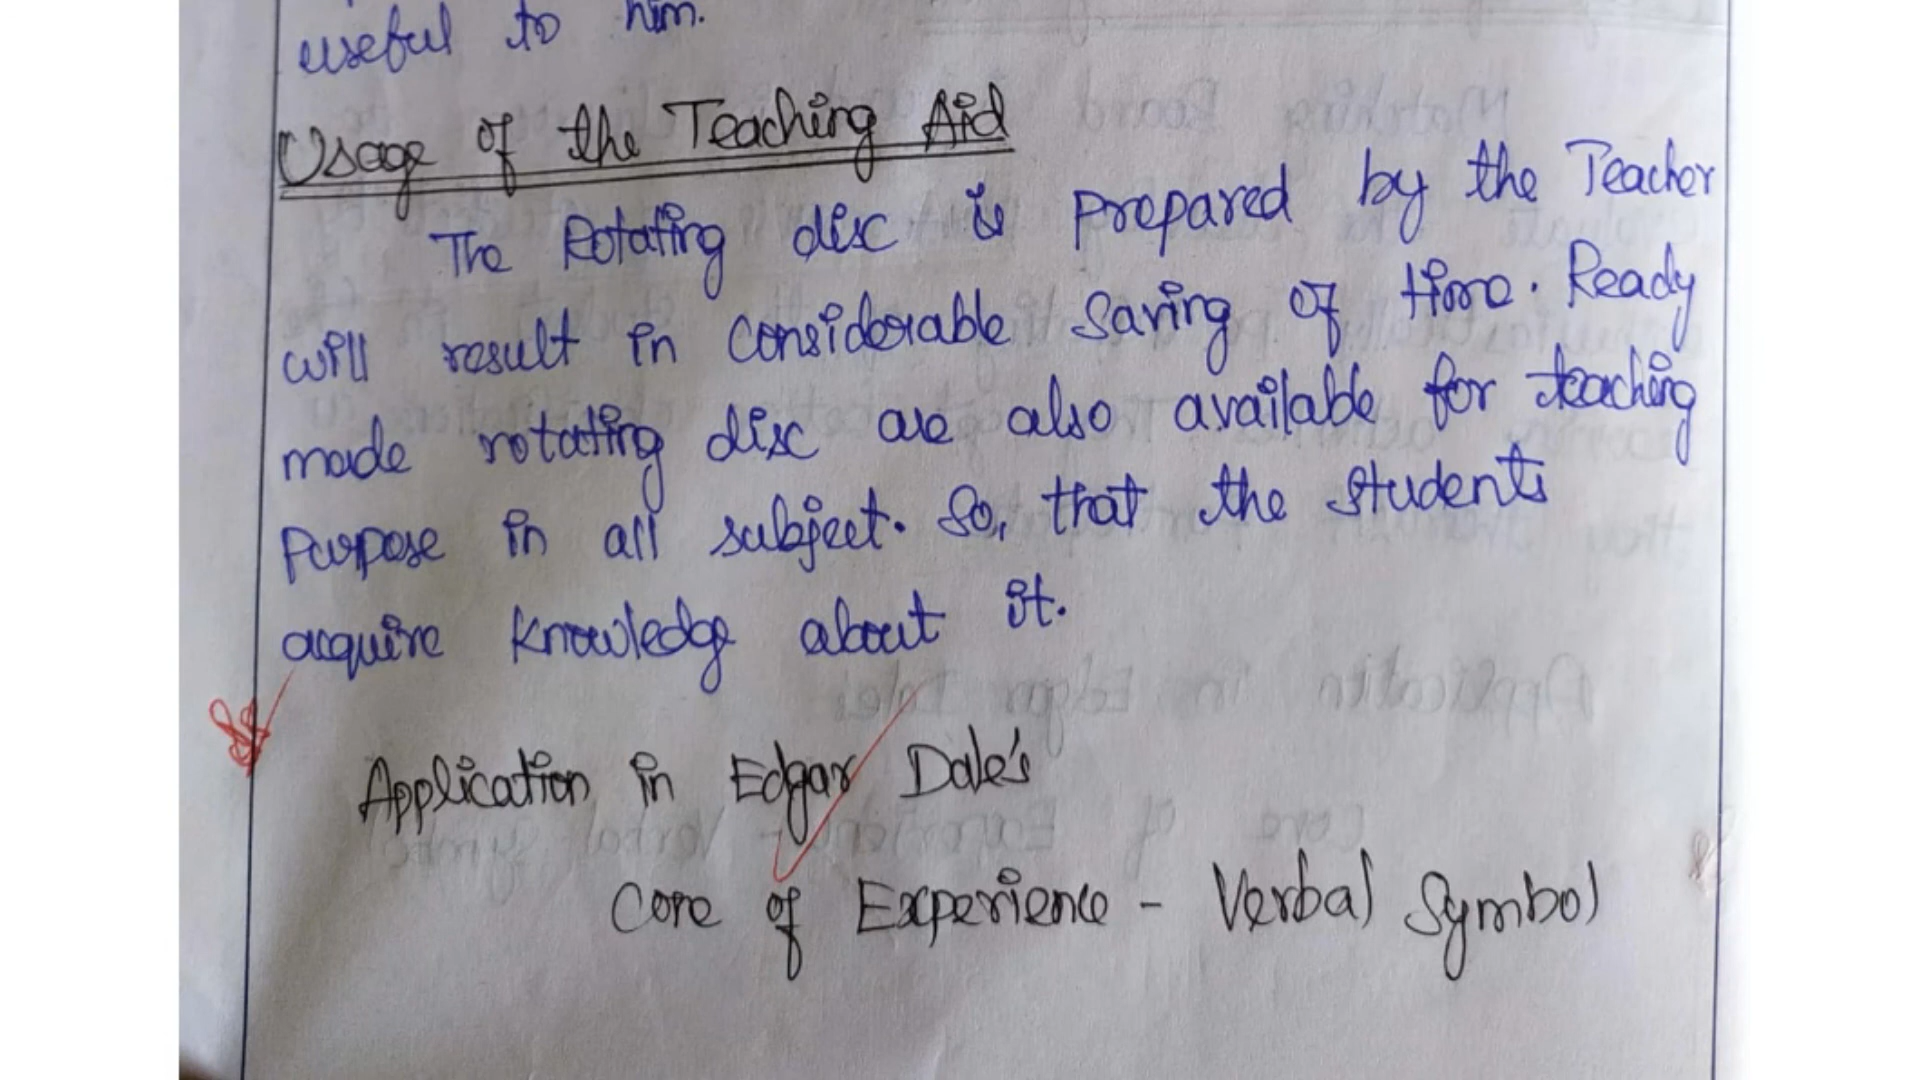 useful to him.
Usage of the Teaching Aid
The Rotating disc is prepared by the Teacher
will result in considerable saving of time. Ready
made rotating disc are also available for teaching
purpose in all subject. So, that the students
acquire knowledge about it.
Application in Edgar Dale's
Core of Experience - Verbal Symbol